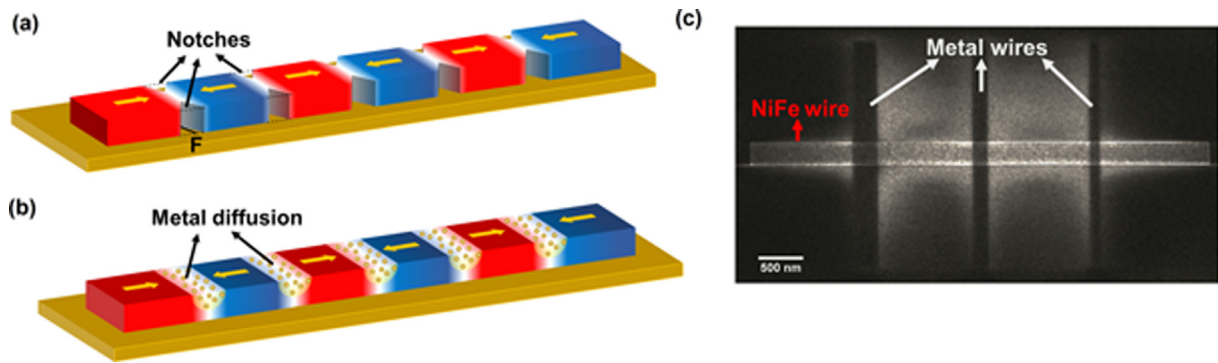 (a)
Notches
F
(b)
Metal diffusion
(c)
Metal wires
NiFe wire
500 nm